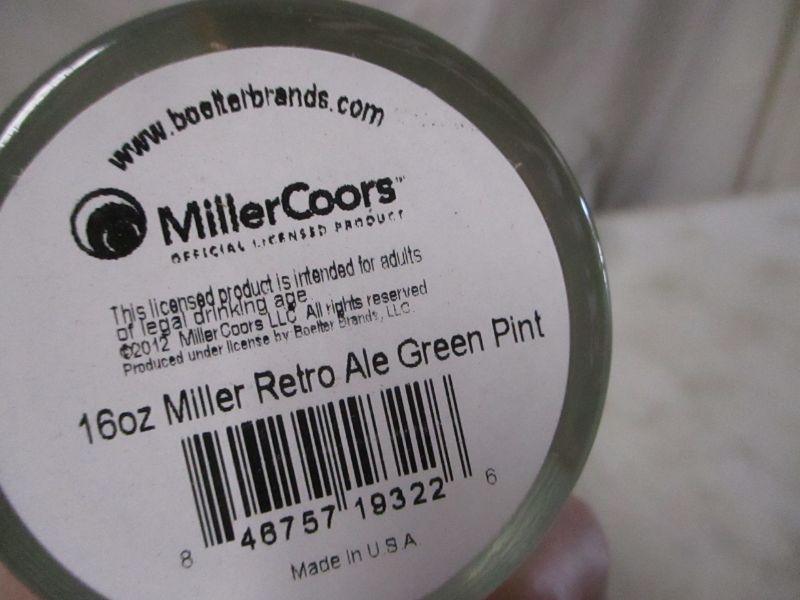 www.boelterbrands.com
MillerCoors™
OFFICIAL LICENSED PRODUCT
This licensed product is intended for adults
of legal drinking age.
©2012 MillerCoors LLC. All rights reserved
Produced under license by Boelter Brands, LLC.
16oz Miller Retro Ale Green Pint
8 46757 19322 6
Made in U.S.A.